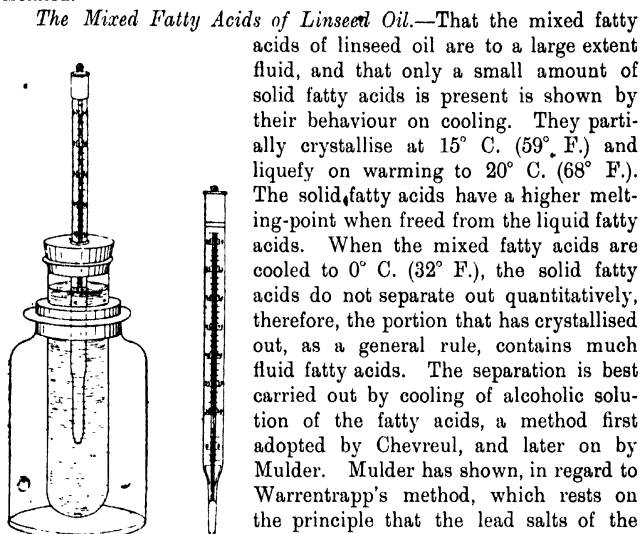 The Mixed Fatty Acids of Linseed Oil.—That the mixed fatty
acids of linseed oil are to a large extent
fluid, and that only a small amount of
solid fatty acids is present is shown by
their behaviour on cooling. They parti-
ally crystallise at 15° C. (59° F.) and
liquefy on warming to 20° C. (68° F.).
The solid fatty acids have a higher melt-
ing-point when freed from the liquid fatty
acids. When the mixed fatty acids are
cooled to 0° C. (32° F.), the solid fatty
acids do not separate out quantitatively,
therefore, the portion that has crystallised
out, as a general rule, contains much
fluid fatty acids. The separation is best
carried out by cooling of alcoholic solu-
tion of the fatty acids, a method first
adopted by Chevreul, and later on by
Mulder. Mulder has shown, in regard to
Warrentrapp's method, which rests on
the principle that the lead salts of the